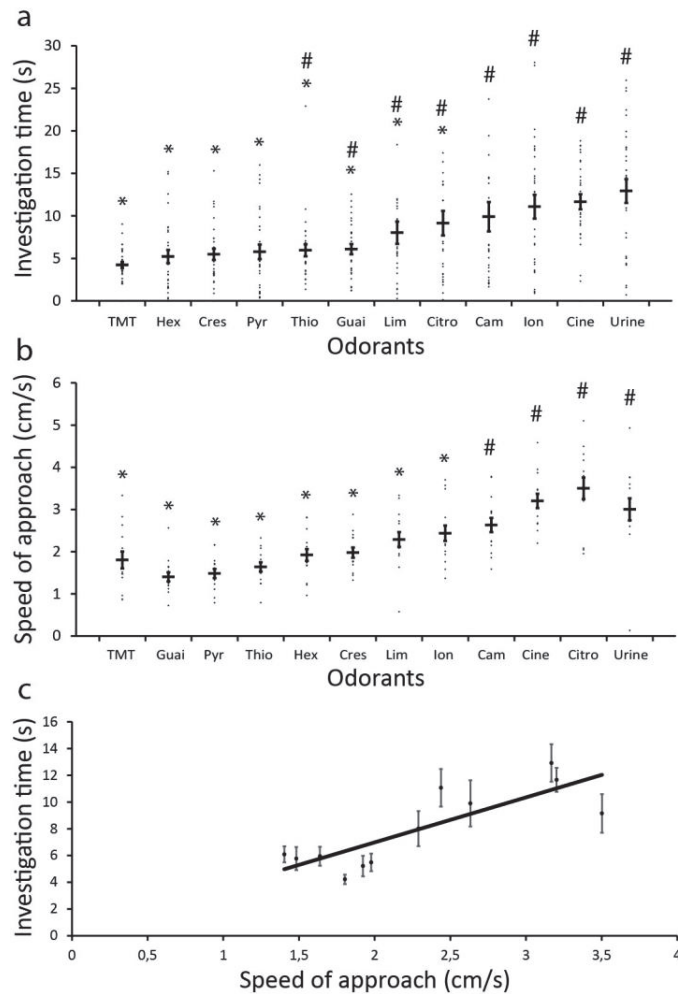 a
Investigation time (s)
30
25
20
15
10
5
0
* * * * # * # * # * # * # # # #
TMT Hex Cres Pyr Thio Guai Lim Citro Cam Ion Cine Urine
Odorants
b
Speed of approach (cm/s)
6
5
4
3
2
1
0
* * * * * * * * # # # #
TMT Guai Pyr Thio Hex Cres Lim Ion Cam Cine Citro Urine
Odorants
c
Investigation time (s)
16
14
12
10
8
6
4
2
0
0 0,5 1 1,5 2 2,5 3 3,5 4
Speed of approach (cm/s)